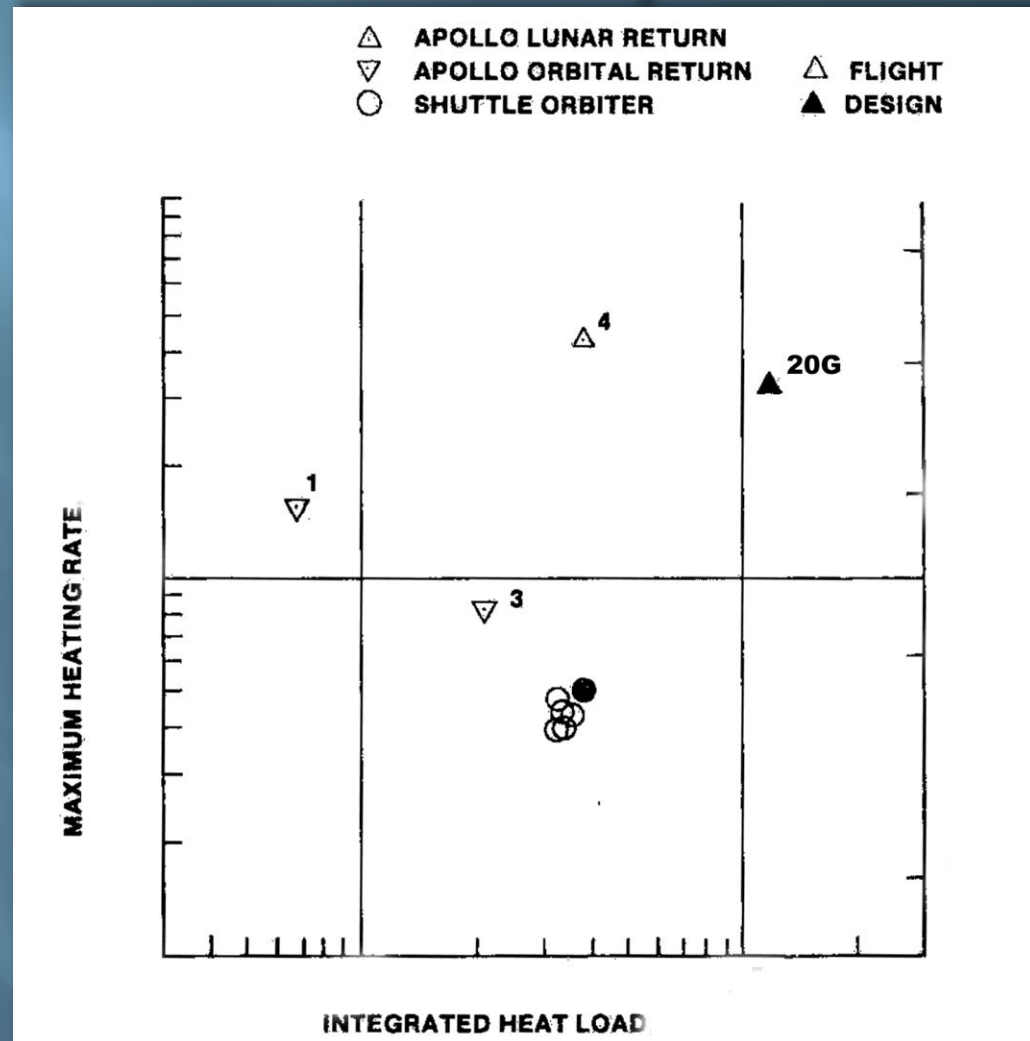 APOLLO LUNAR RETURN
APOLLO ORBITAL RETURN
FLIGHT
SHUTTLE ORBITER
DESIGN
4
20G
1
3
MAXIMUM HEATING RATE
INTEGRATED HEAT LOAD